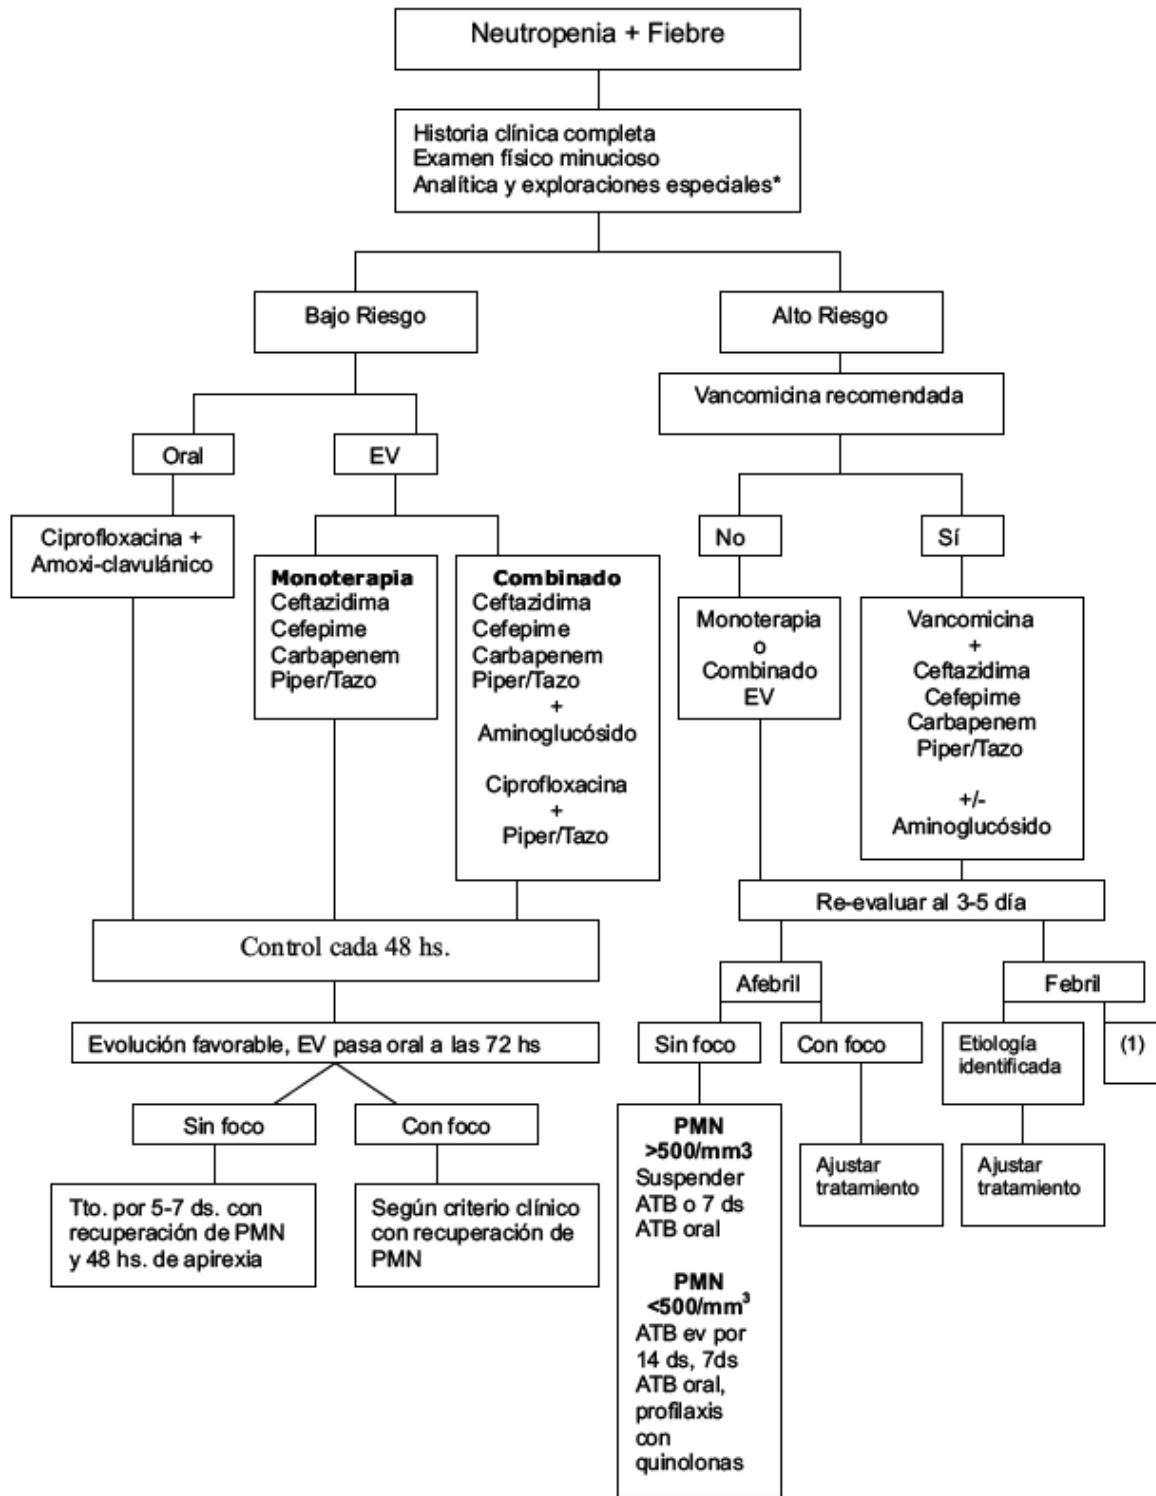 Neutropenia + Fiebre
Historia clínica completa
Examen físico minucioso
Analítica y exploraciones especiales*
Bajo Riesgo
Alto Riesgo
Vancomicina recomendada
Oral
EV
No
Sí
Ciprofloxacina +
Amoxi-clavulánico
Monoterapia
Ceftazidima
Cefepime
Carbapenem
Piper/Tazo
Combinado
Ceftazidima
Cefepime
Carbapenem
Piper/Tazo
+
Aminoglucósido
Ciprofloxacina
+
Piper/Tazo
Monoterapia
o
Combinado
EV
Vancomicina
+
Ceftazidima
Cefepime
Carbapenem
Piper/Tazo
+/-
Aminoglucósido
Control cada 48 hs.
Re-evaluar al 3-5 día
Evolución favorable, EV pasa oral a las 72 hs
Sin foco
Con foco
Tto. por 5-7 ds. con
recuperación de PMN
y 48 hs. de apirexia
Según criterio clínico
con recuperación de
PMN
Afebril
Febril
Sin foco
Con foco
Etiología
identificada
(1)
PMN
>500/mm3
Suspender
ATB o 7 ds
ATB oral
PMN
<500/mm³
ATB ev por
14 ds, 7ds
ATB oral,
profilaxis
con
quinolonas
Ajustar
tratamiento
Ajustar
tratamiento